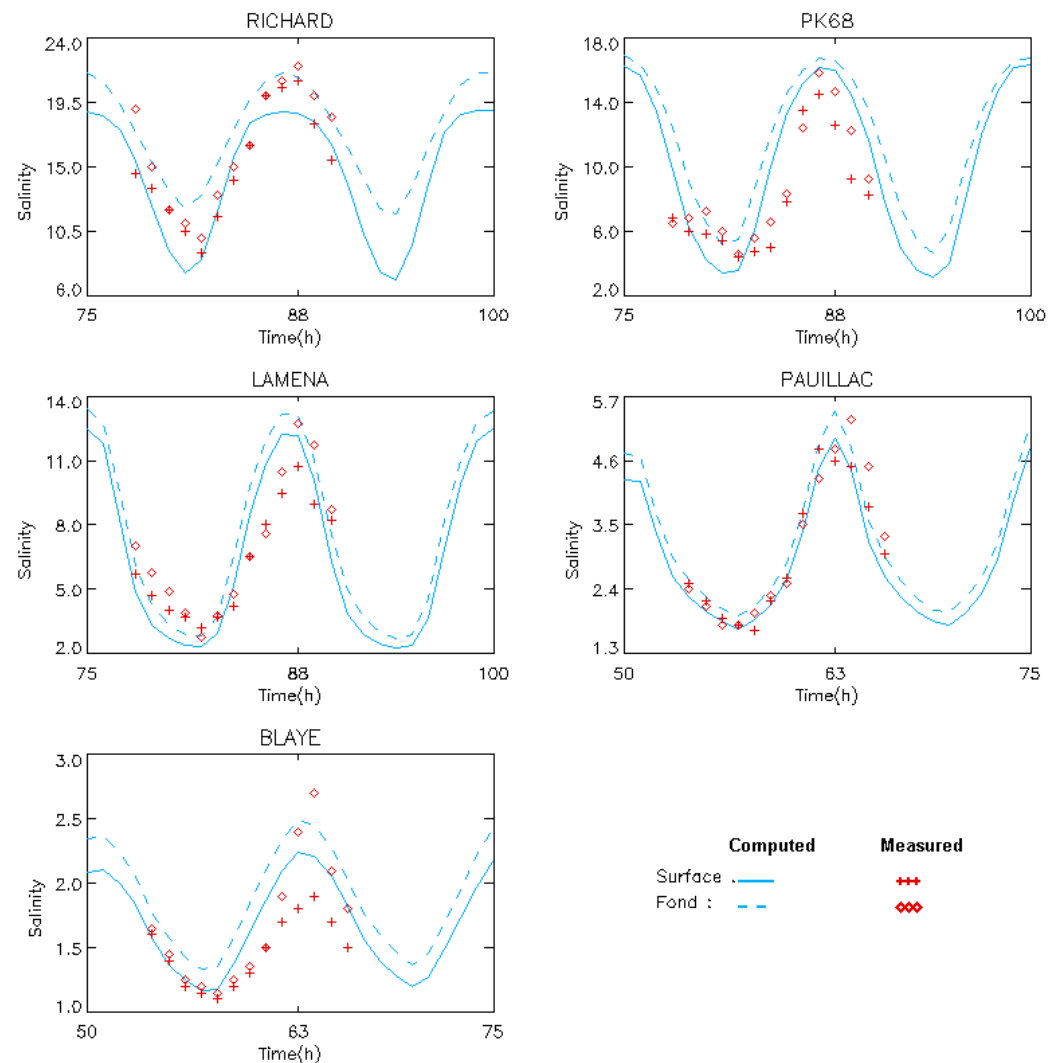 RICHARD
24.0
19.5
15.0
10.5
6.0
Salinity
75
88
100
Time(h)
PK68
18.0
14.0
10.0
6.0
2.0
Salinity
75
88
100
Time(h)
LAMENA
14.0
11.0
8.0
5.0
2.0
Salinity
75
88
100
Time(h)
PAUILLAC
5.7
4.6
3.5
2.4
1.3
Salinity
50
63
75
Time(h)
BLAYE
3.0
2.5
2.0
1.5
1.0
Salinity
50
63
75
Time(h)
Computed Measured
Surface .
Fond :